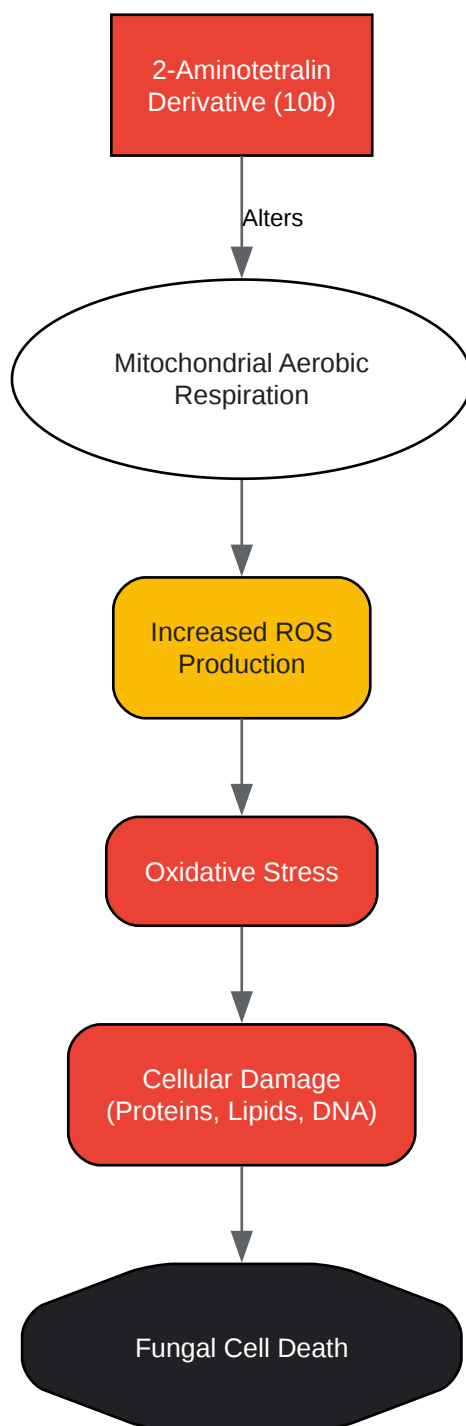 2-Aminotetralin
Derivative (10b)
Alters
Mitochondrial Aerobic
Respiration
Increased ROS
Production
Oxidative Stress
Cellular Damage
(Proteins, Lipids, DNA)
Fungal Cell Death